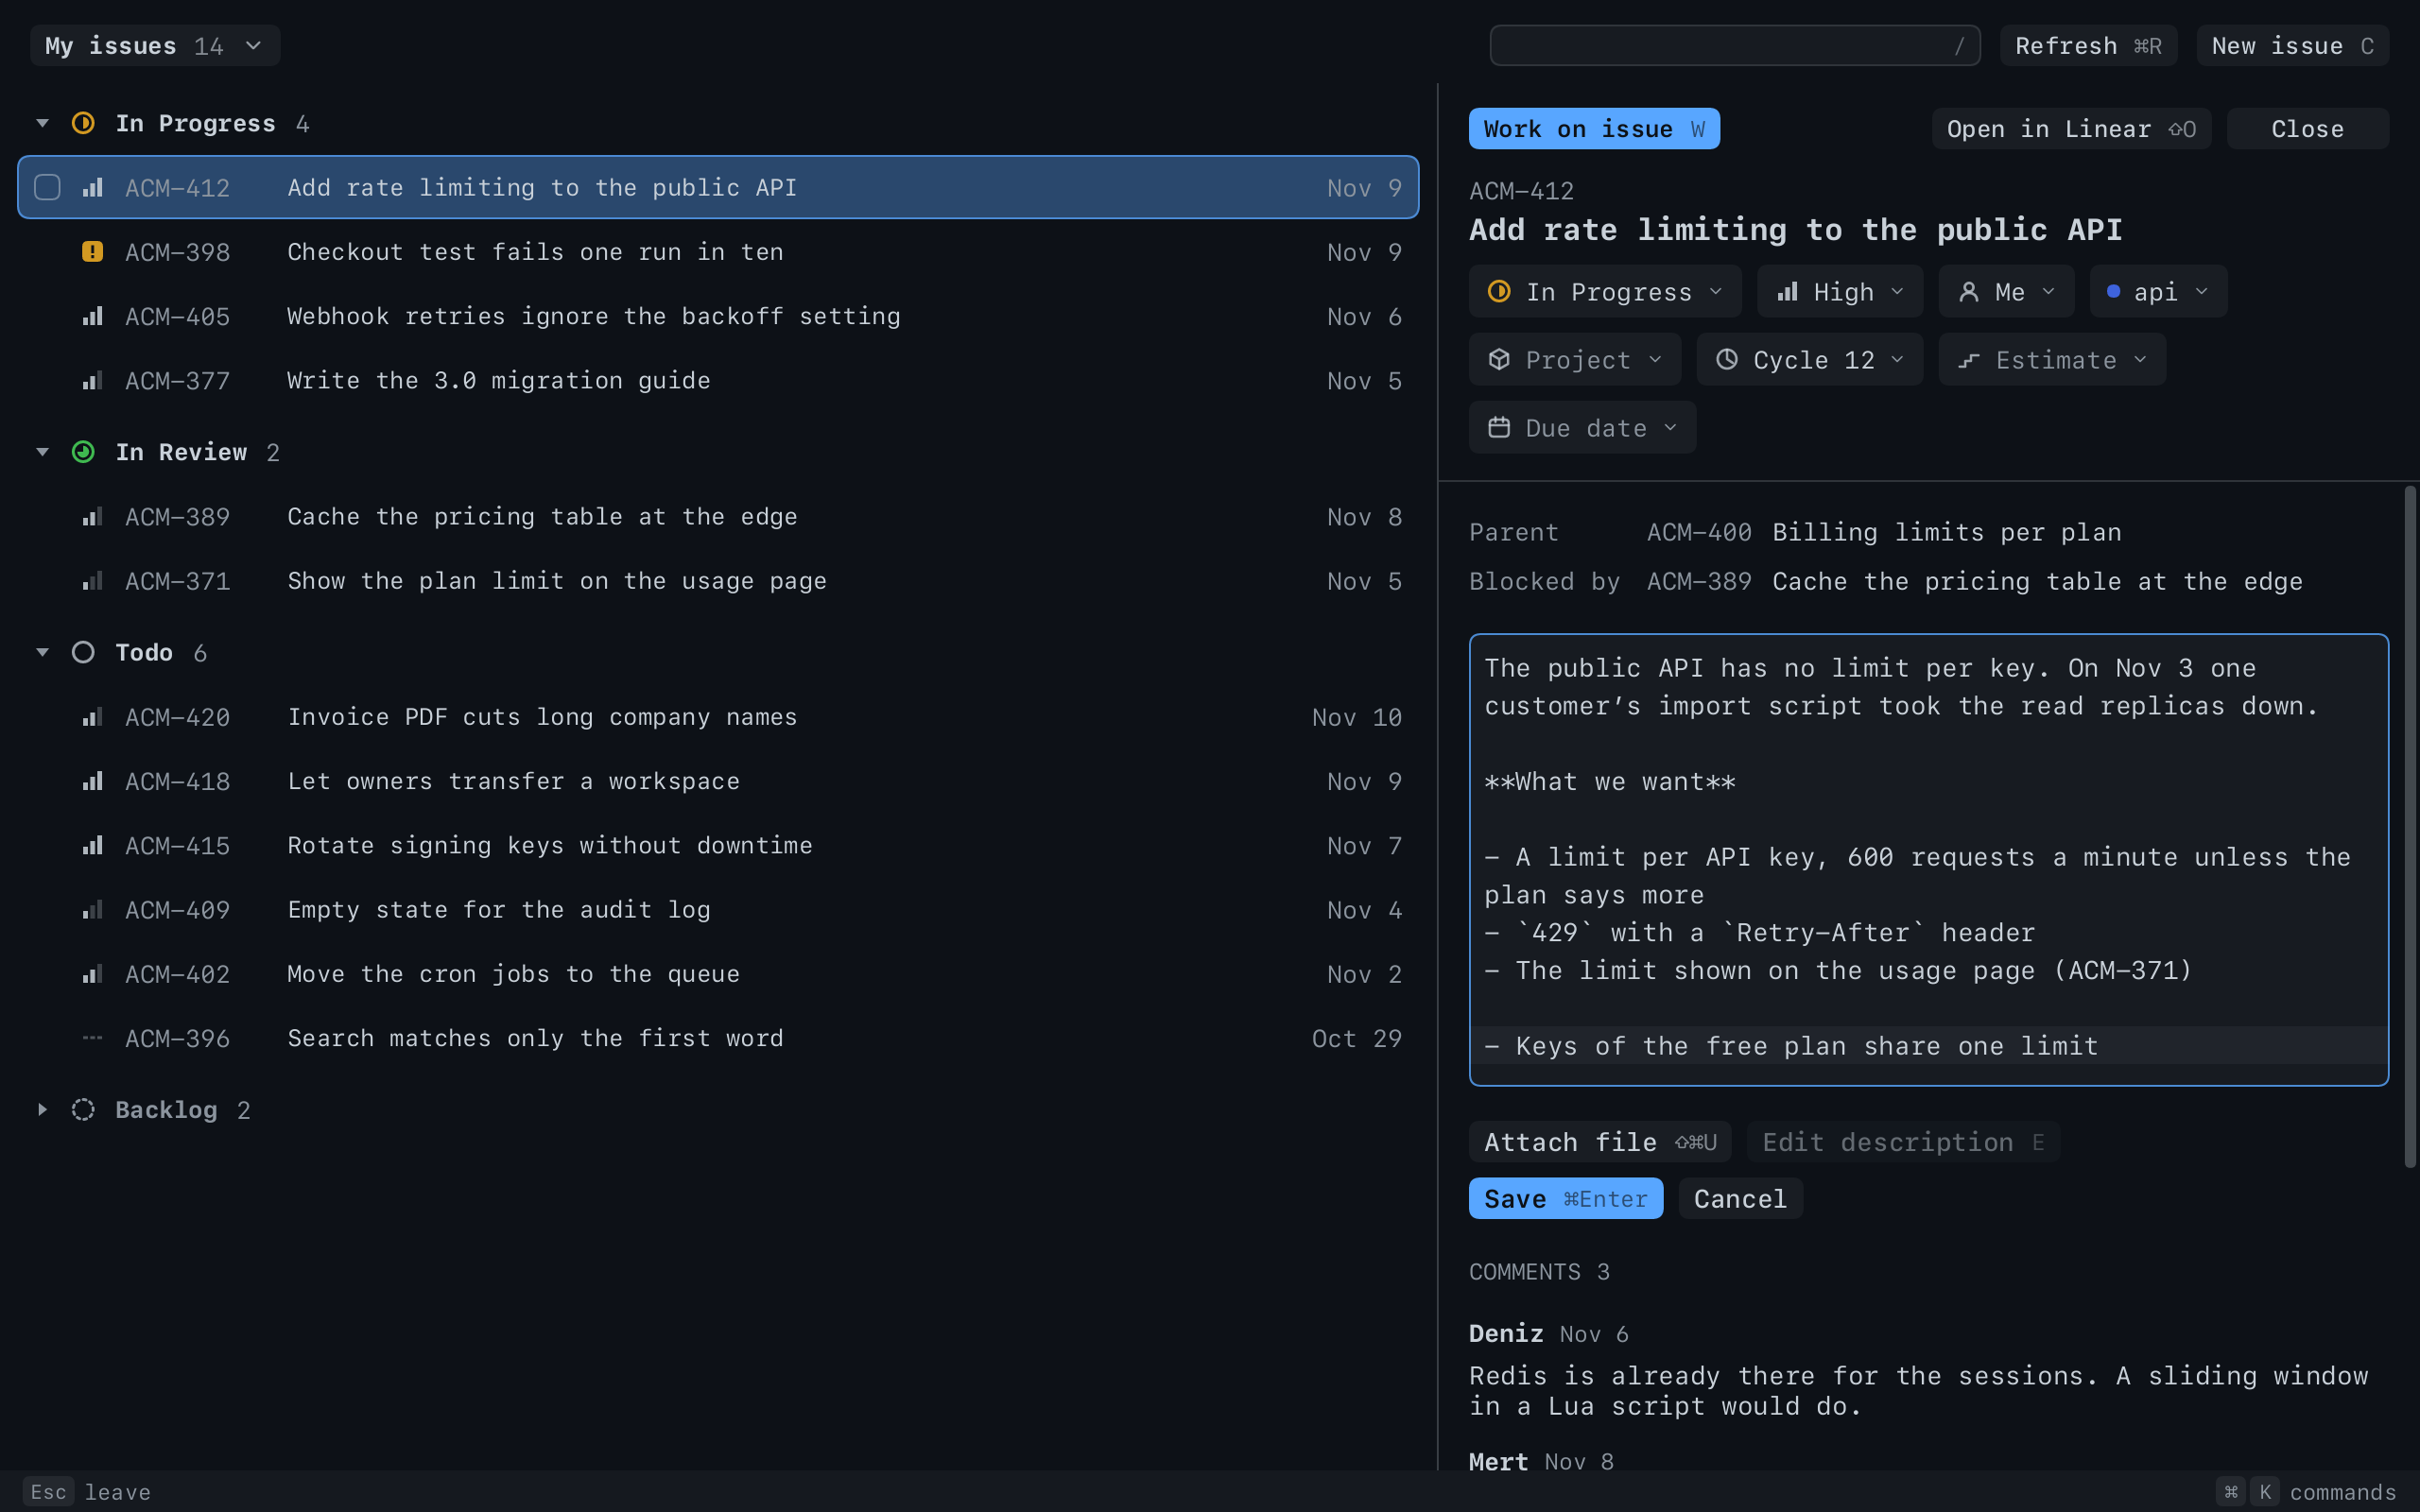 My issues 14
/
Refresh ⌘R
New issue C
In Progress 4
ACM-412 Add rate limiting to the public API Nov 9
ACM-398 Checkout test fails one run in ten Nov 9
ACM-405 Webhook retries ignore the backoff setting Nov 6
ACM-377 Write the 3.0 migration guide Nov 5
In Review 2
ACM-389 Cache the pricing table at the edge Nov 8
ACM-371 Show the plan limit on the usage page Nov 5
Todo 6
ACM-420 Invoice PDF cuts long company names Nov 10
ACM-418 Let owners transfer a workspace Nov 9
ACM-415 Rotate signing keys without downtime Nov 7
ACM-409 Empty state for the audit log Nov 4
ACM-402 Move the cron jobs to the queue Nov 2
ACM-396 Search matches only the first word Oct 29
Backlog 2
Work on issue W
Open in Linear ⇧O
Close
ACM-412
Add rate limiting to the public API
In Progress High Me api
Project Cycle 12 Estimate
Due date
Parent ACM-400 Billing limits per plan
Blocked by ACM-389 Cache the pricing table at the edge
The public API has no limit per key. On Nov 3 one
customer’s import script took the read replicas down.
**What we want**
- A limit per API key, 600 requests a minute unless the
plan says more
- `429` with a `Retry-After` header
- The limit shown on the usage page (ACM-371)
- Keys of the free plan share one limit
Attach file ⇧⌘U Edit description E
Save ⌘Enter Cancel
COMMENTS 3
Deniz Nov 6
Redis is already there for the sessions. A sliding window
in a Lua script would do.
Mert Nov 8
Esc leave
⌘ K commands